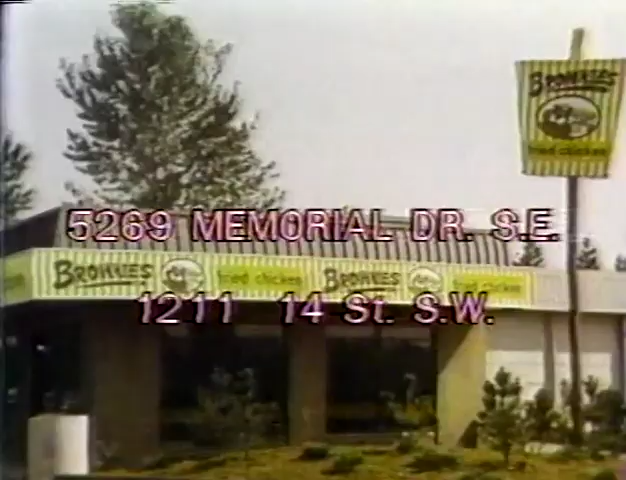 BROWNIES
fried chicken
5269 MEMORIAL DR. S.E.
BROWNIES fried chicken BROWNIES fried chicken
1211 14 St. S.W.